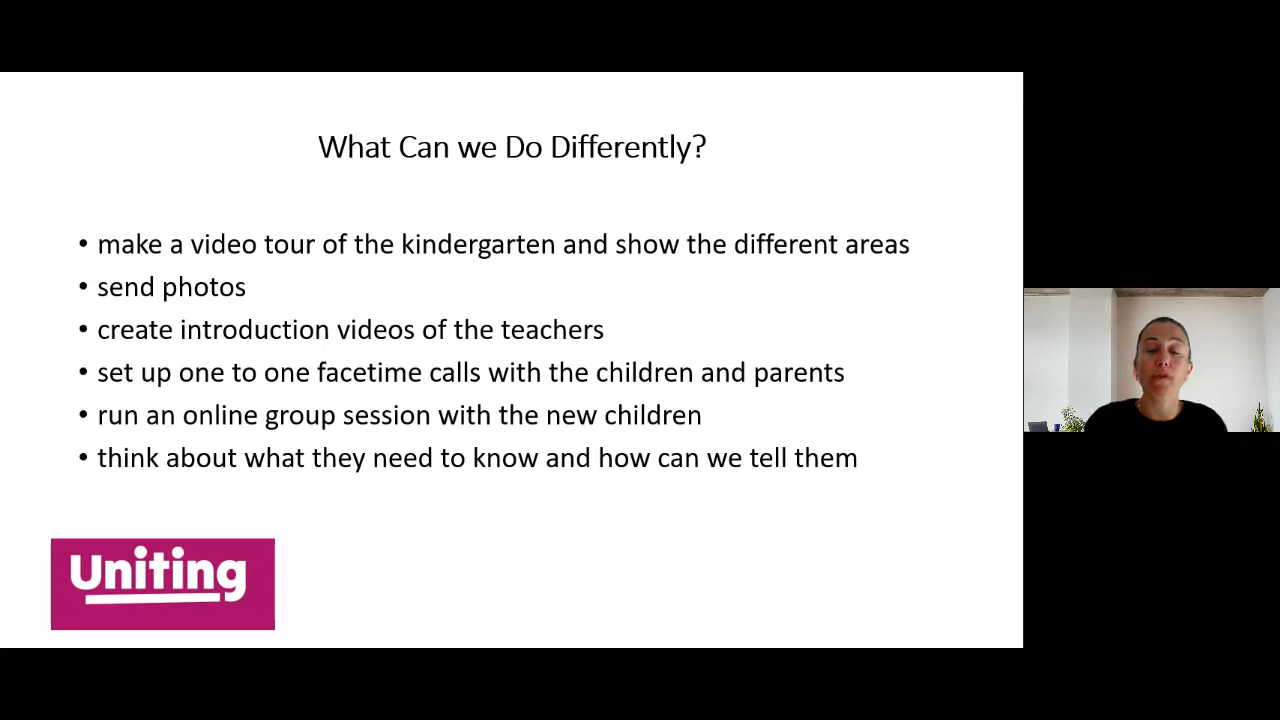 What Can we Do Differently?
• make a video tour of the kindergarten and show the different areas
• send photos
• create introduction videos of the teachers
• set up one to one facetime calls with the children and parents
• run an online group session with the new children
• think about what they need to know and how can we tell them
Uniting